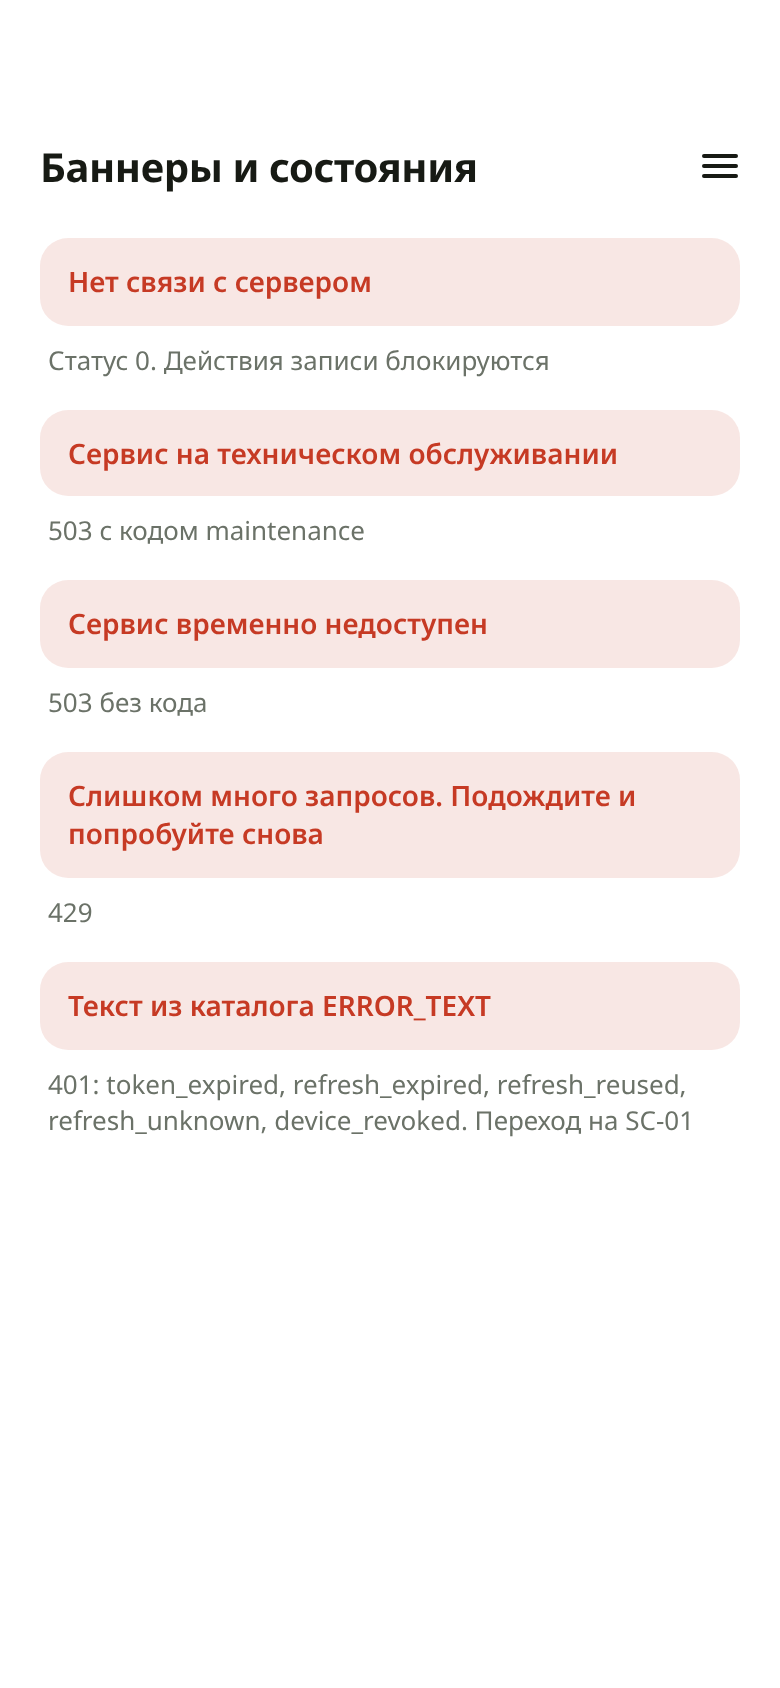 Баннеры и состояния
Нет связи с сервером
Статус 0. Действия записи блокируются
Сервис на техническом обслуживании
503 с кодом maintenance
Сервис временно недоступен
503 без кода
Слишком много запросов. Подождите и
попробуйте снова
429
Текст из каталога ERROR_TEXT
401: token_expired, refresh_expired, refresh_reused,
refresh_unknown, device_revoked. Переход на SC-01